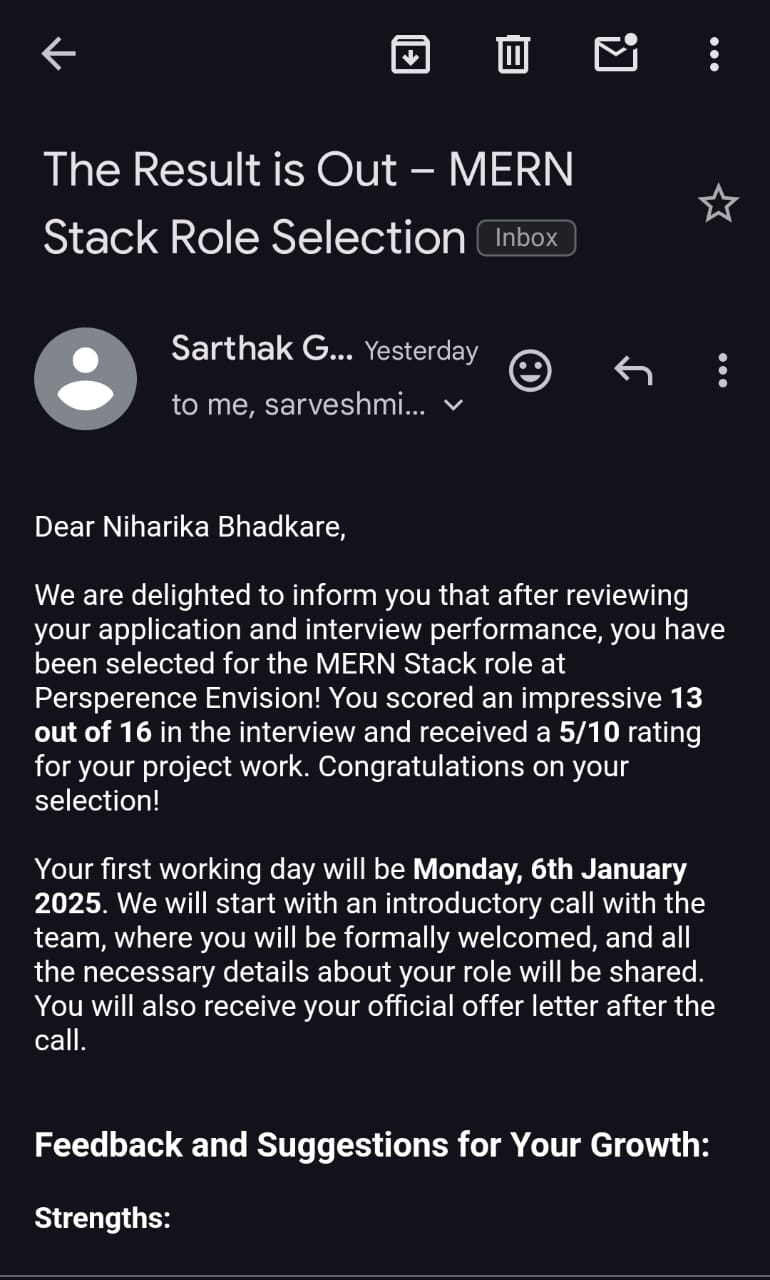 The Result is Out – MERN
Stack Role Selection Inbox
Sarthak G... Yesterday
to me, sarveshmi...
Dear Niharika Bhadkare,
We are delighted to inform you that after reviewing
your application and interview performance, you have
been selected for the MERN Stack role at
Persperence Envision! You scored an impressive 13
out of 16 in the interview and received a 5/10 rating
for your project work. Congratulations on your
selection!
Your first working day will be Monday, 6th January
2025. We will start with an introductory call with the
team, where you will be formally welcomed, and all
the necessary details about your role will be shared.
You will also receive your official offer letter after the
call.
Feedback and Suggestions for Your Growth:
Strengths: